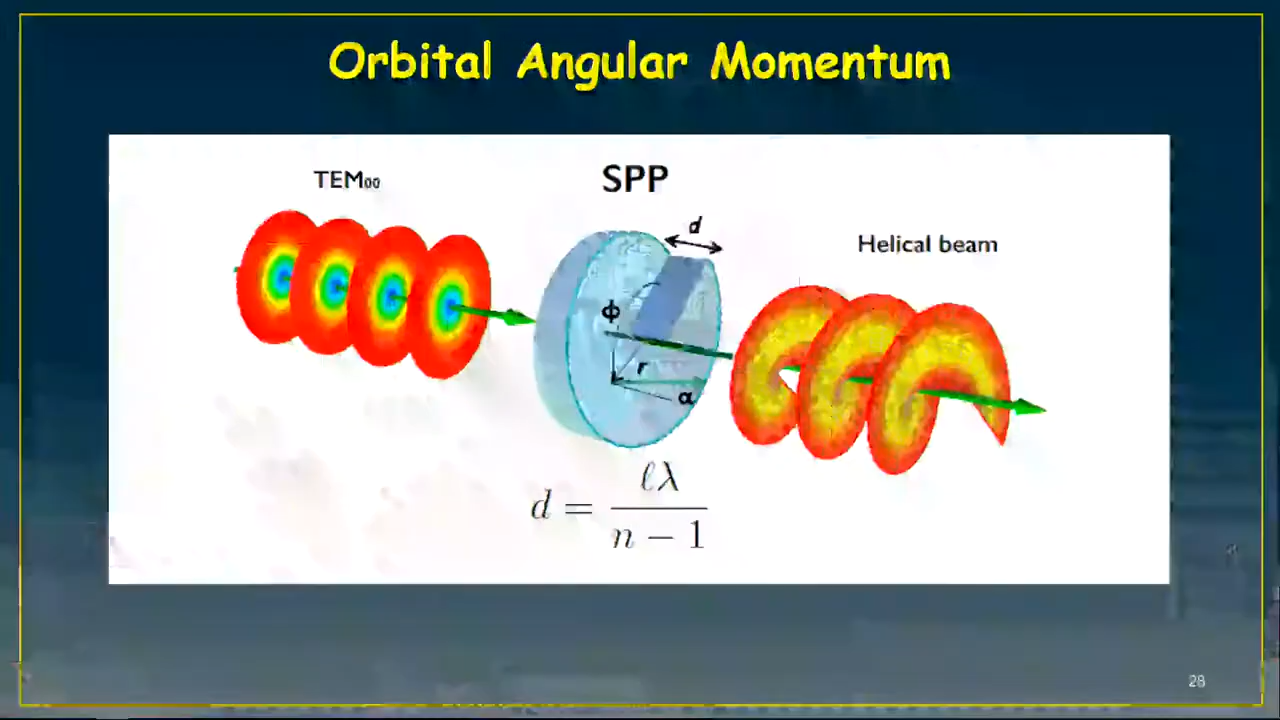 Orbital Angular Momentum
TEM₀₀
SPP
d
Helical beam
ϕ
r
α
d = ℓλ / n − 1
28